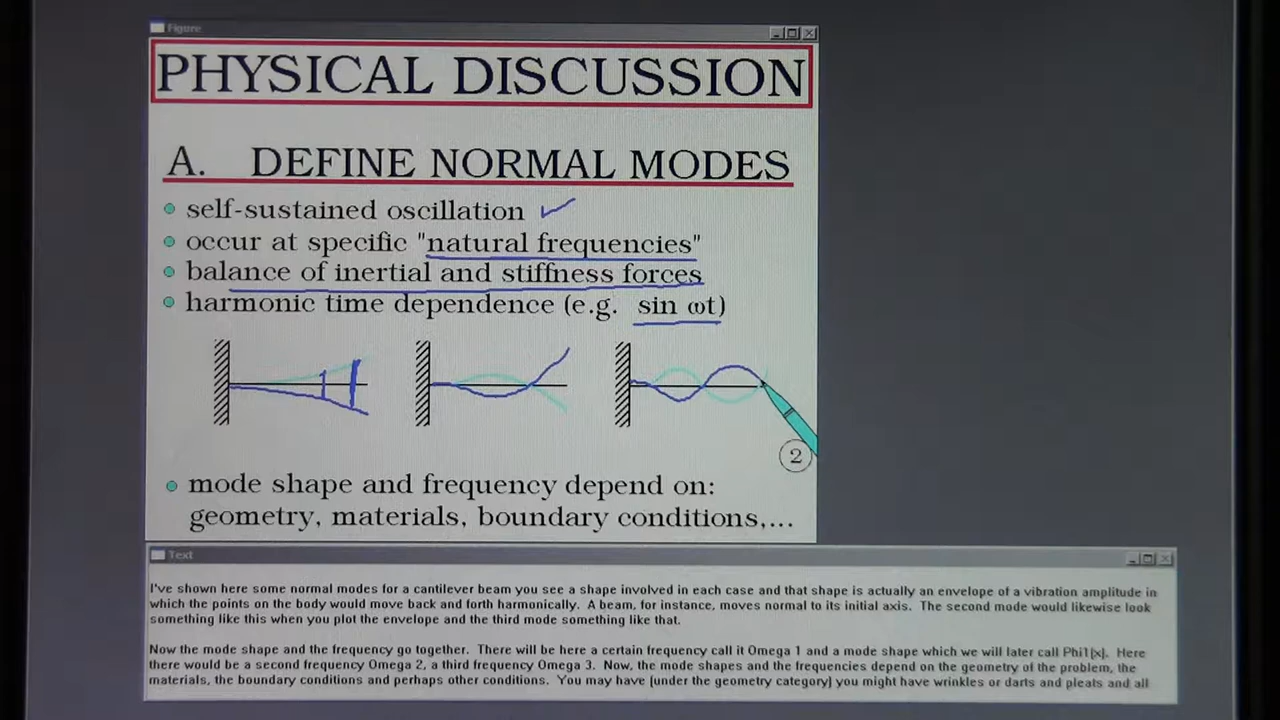 Figure
PHYSICAL DISCUSSION
A. DEFINE NORMAL MODES
self-sustained oscillation
occur at specific "natural frequencies"
balance of inertial and stiffness forces
harmonic time dependence (e.g. sin ωt)
2
mode shape and frequency depend on:
geometry, materials, boundary conditions,...
Text
I've shown here some normal modes for a cantilever beam you see a shape involved in each case and that shape is actually an envelope of a vibration amplitude in
which the points on the body would move back and forth harmonically. A beam, for instance, moves normal to its initial axis. The second mode would likewise look
something like this when you plot the envelope and the third mode something like that.
Now the mode shape and the frequency go together. There will be here a certain frequency call it Omega 1 and a mode shape which we will later call Phi1(x). Here
there would be a second frequency Omega 2, a third frequency Omega 3. Now, the mode shapes and the frequencies depend on the geometry of the problem, the
materials, the boundary conditions and perhaps other conditions. You may have (under the geometry category) you might have wrinkles or darts and pleats and all